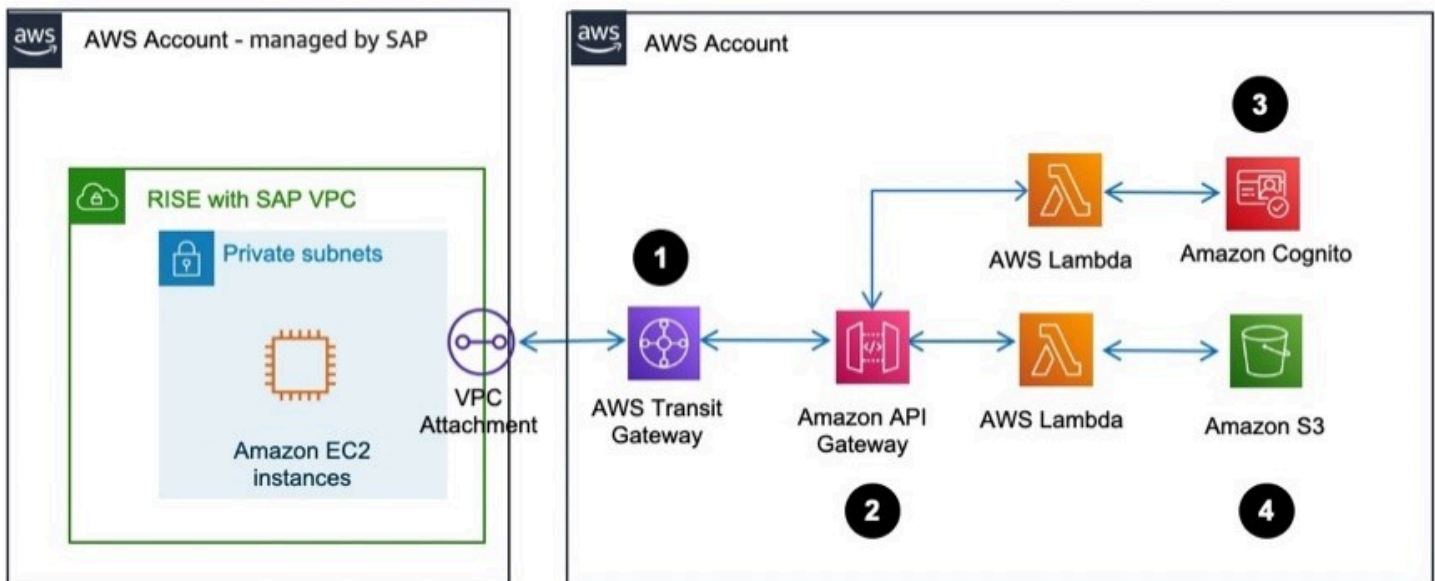 aws
AWS Account - managed by SAP
RISE with SAP VPC
Private subnets
Amazon EC2
instances
VPC
Attachment
aws
AWS Account
1
AWS Transit
Gateway
2
Amazon API
Gateway
</>
AWS Lambda
3
Amazon Cognito
AWS Lambda
Amazon S3
4